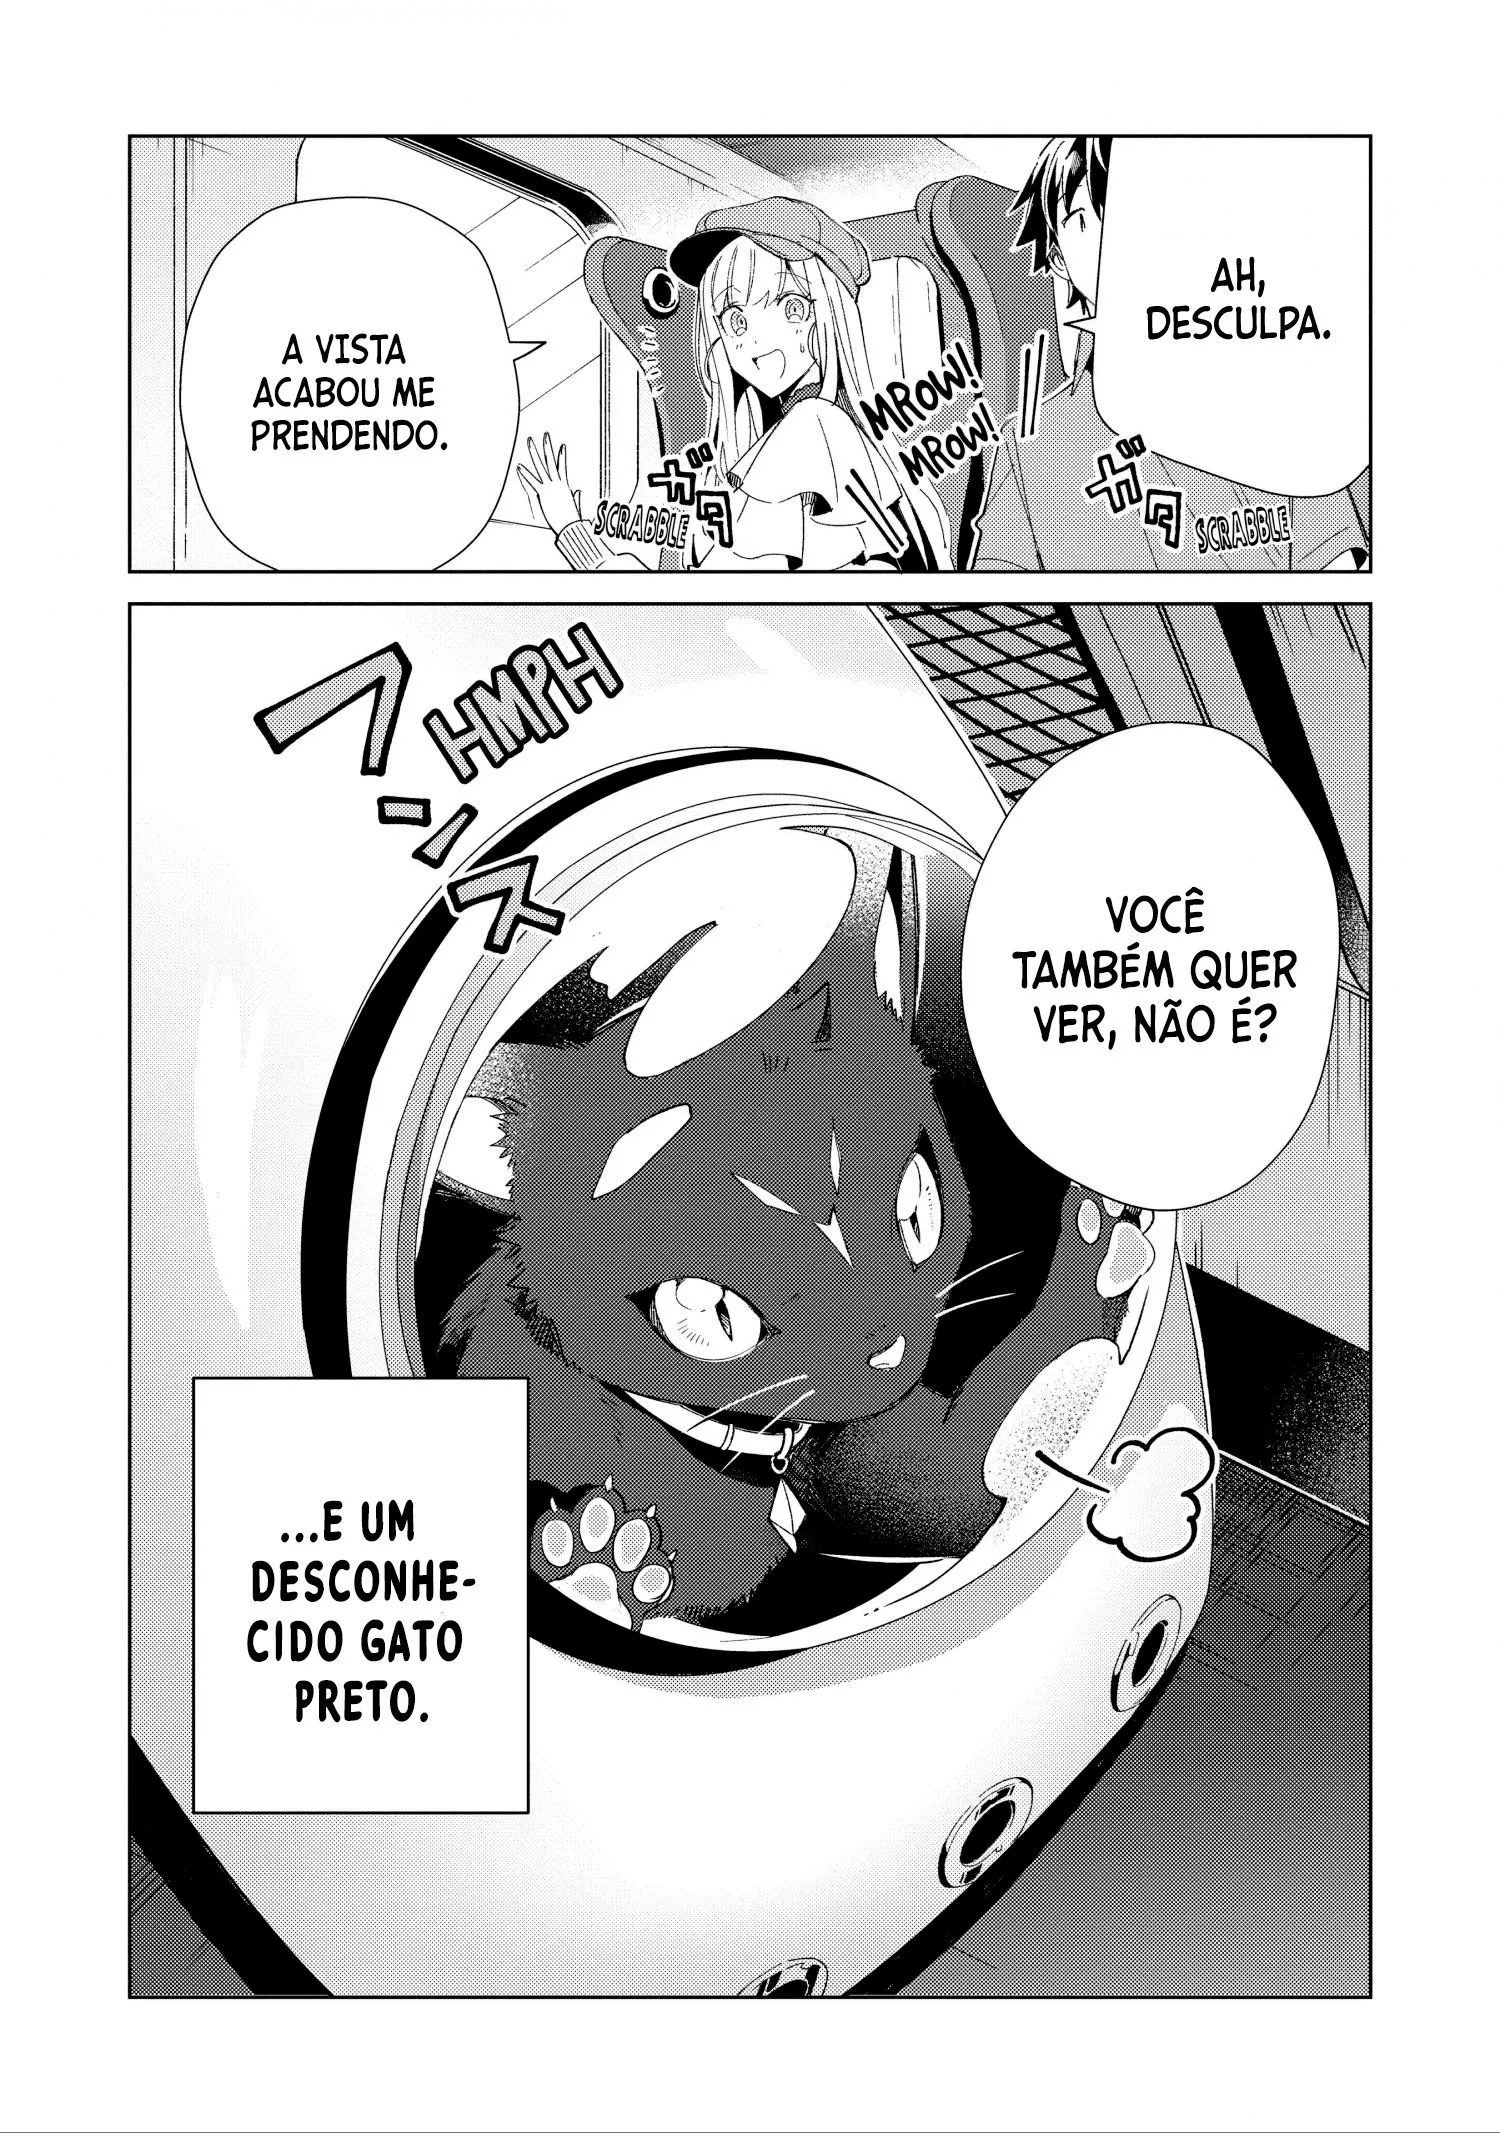 AH,
DESCULPA.
A VISTA
ACABOU ME
PRENDENDO.
MROW!
MROW!
ガタ
SCRABBLE
ガタ
SCRABBLE
フンス
HMPH
VOCÊ
TAMBÉM QUER
VER, NÃO É?
...E UM
DESCONHE-
CIDO GATO
PRETO.